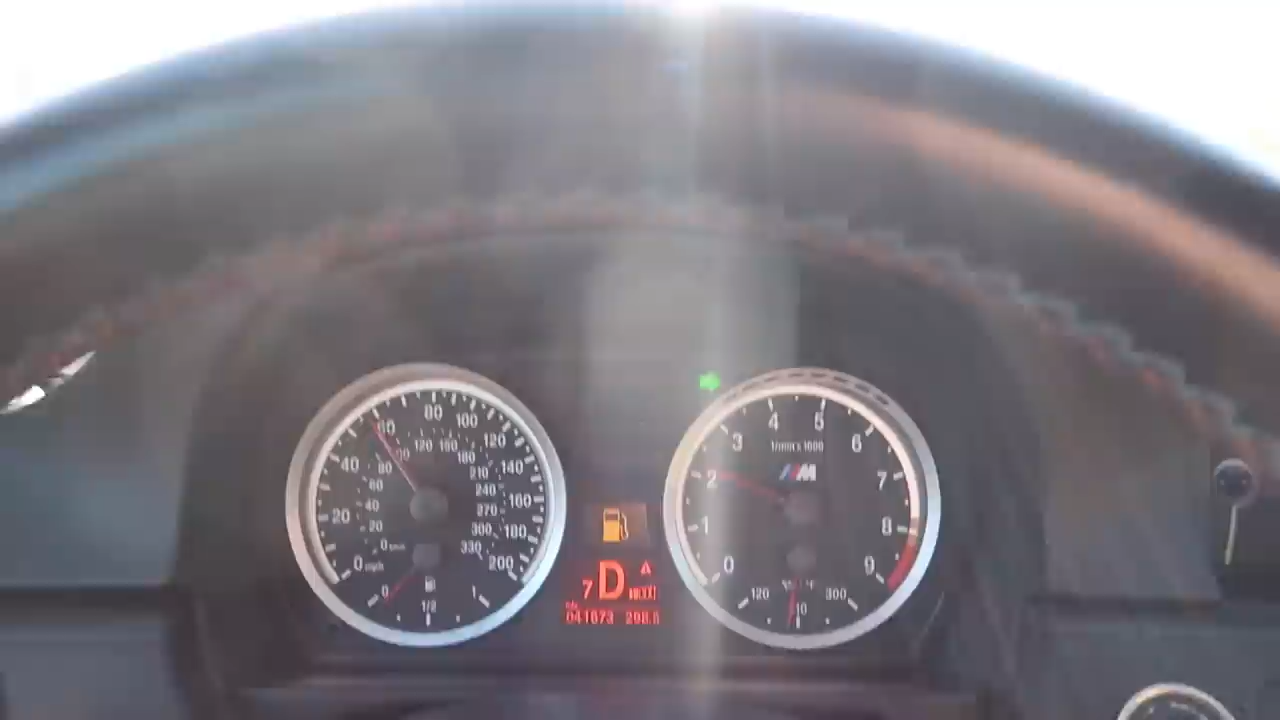 0 mph 20 40 60 80 100 120 140 160 180 200
0 km/h 20 40 60 80 120 180 210 240 270 300 330
0 1/2 1
7 D
041673 298.6
0 1 2 3 4 5 6 7 8 9
1/min x 1000
M
120 300